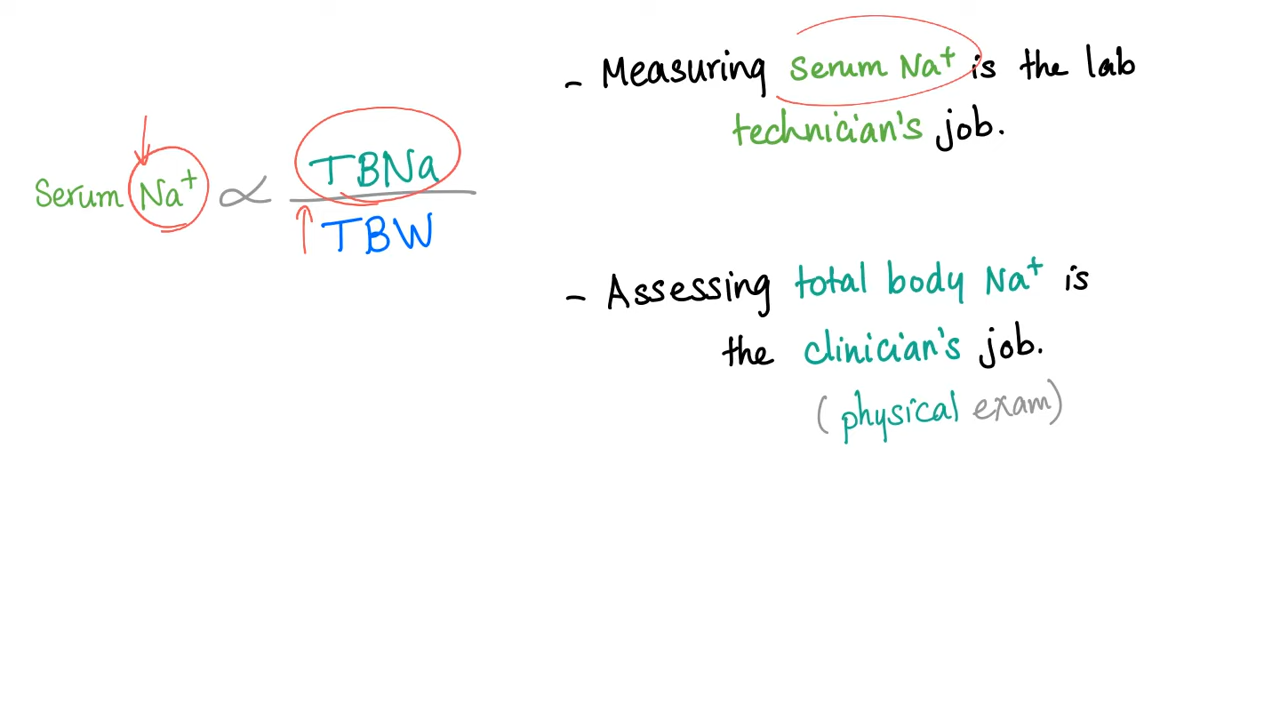 Serum Na⁺ ∝ TBNa
TBW
- Measuring Serum Na⁺ is the lab
technician's job.
- Assessing total body Na⁺ is
the clinician's job.
(physical exam)